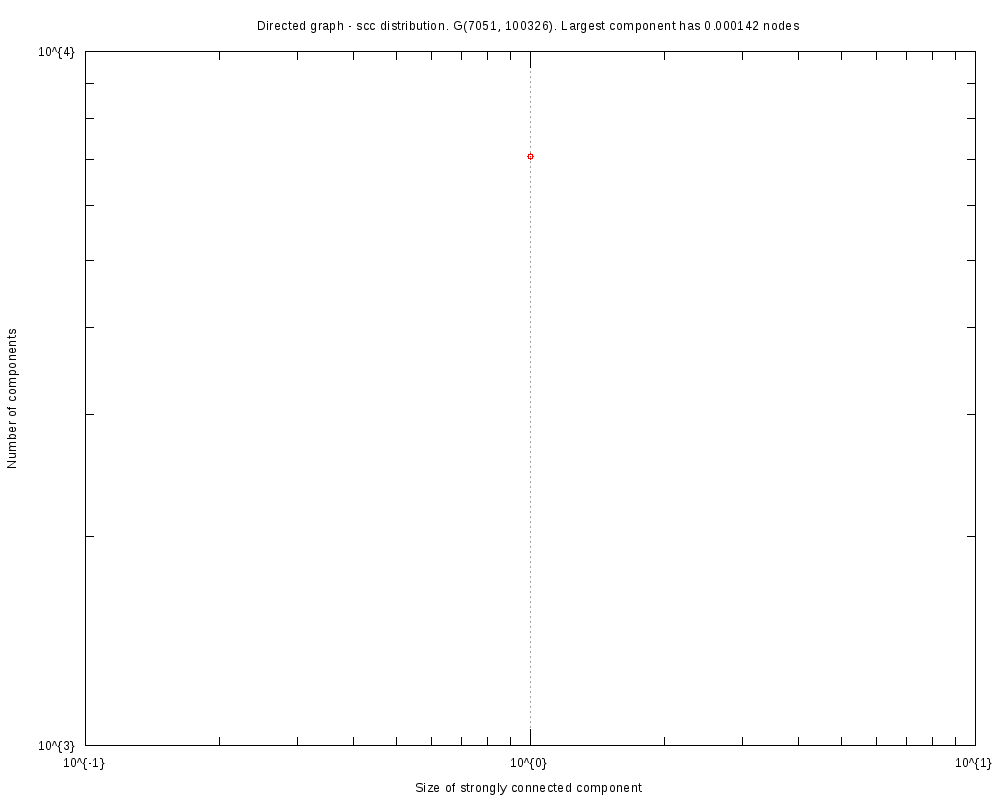 Directed graph - scc distribution. G(7051, 100326). Largest component has 0.000142 nodes
10^{4}
Number of components
10^{3}
10^{-1}
10^{0}
10^{1}
Size of strongly connected component